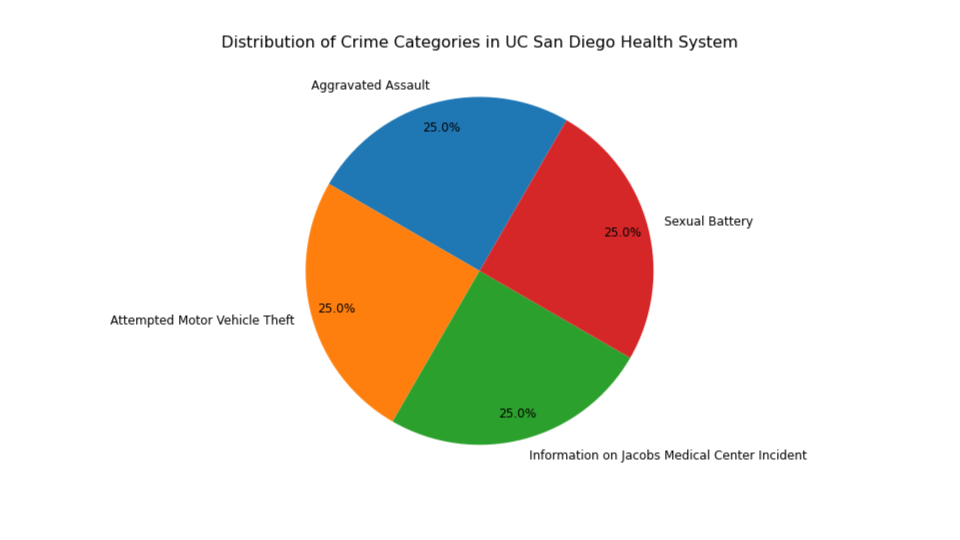 Distribution of Crime Categories in UC San Diego Health System
Aggravated Assault
25.0%
Sexual Battery
25.0%
25.0%
Attempted Motor Vehicle Theft
25.0%
Information on Jacobs Medical Center Incident